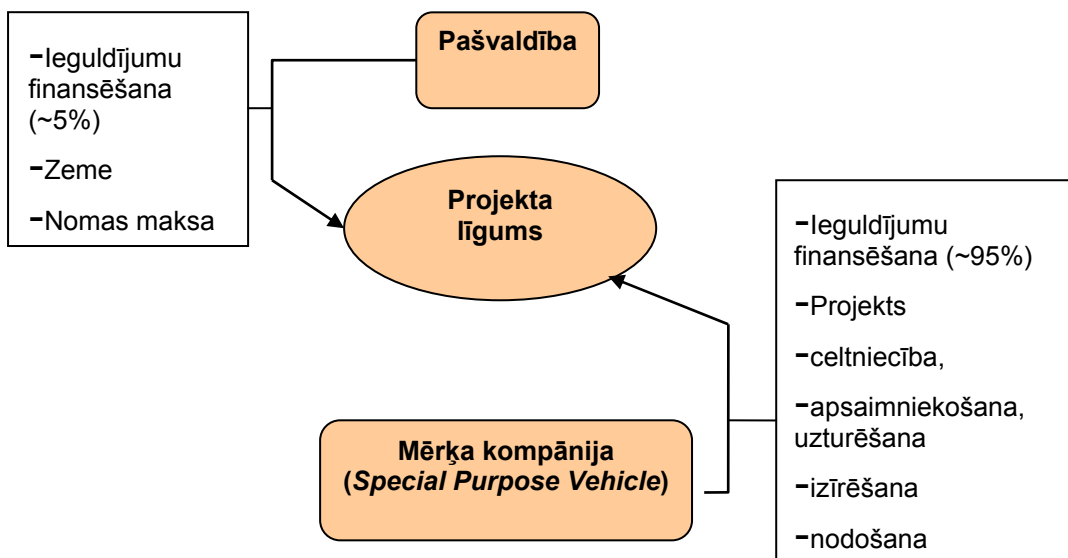 -Ieguldījumu
finansēšana
(~5%)
-Zeme
-Nomas maksa
Pašvaldība
Projekta
līgums
Mērķa kompānija
(Special Purpose Vehicle)
-Ieguldījumu
finansēšana (~95%)
-Projekts
-celtniecība,
-apsaimniekošana,
uzturēšana
-izīrēšana
-nodošana